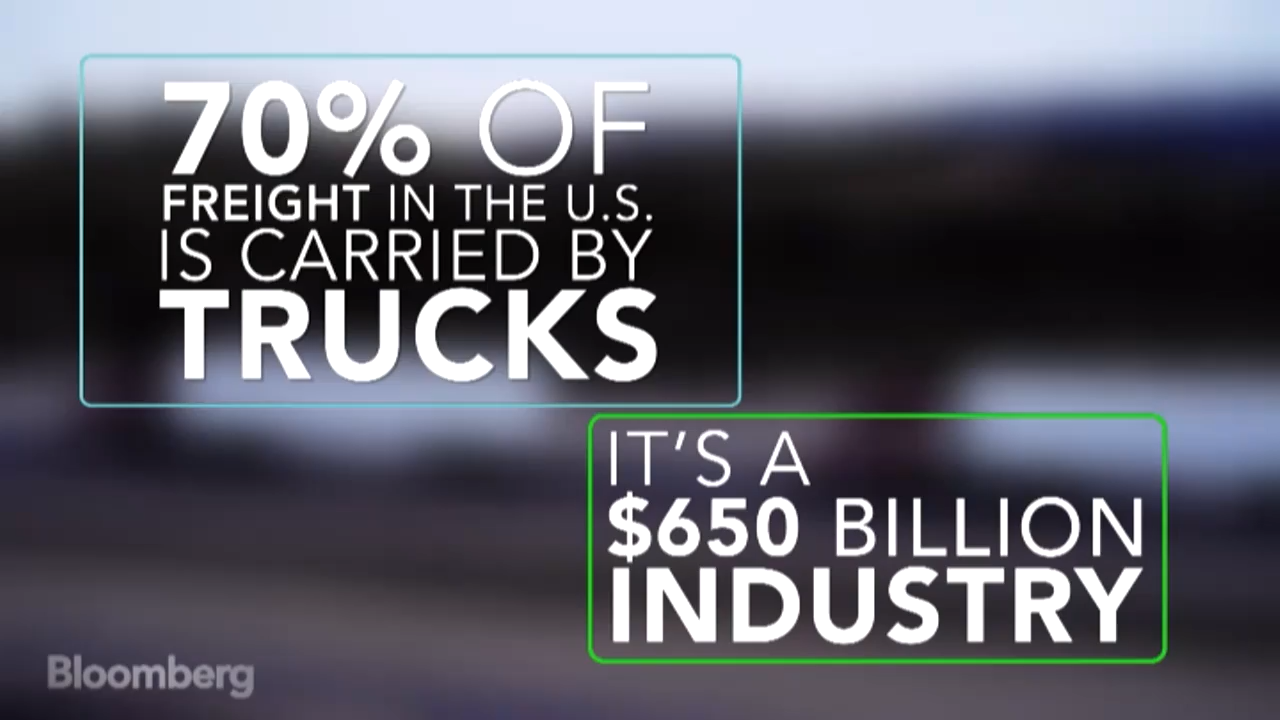 70% OF
FREIGHT IN THE U.S.
IS CARRIED BY
TRUCKS
IT'S A
$650 BILLION
INDUSTRY
Bloomberg